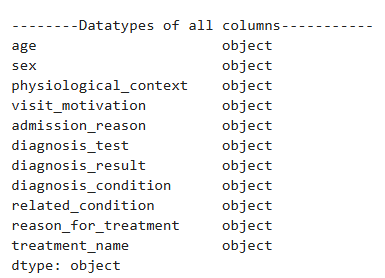 --------Datatypes of all columns-----------
age                       object
sex                       object
physiological_context     object
visit_motivation          object
admission_reason          object
diagnosis_test            object
diagnosis_result          object
diagnosis_condition       object
related_condition         object
reason_for_treatment      object
treatment_name            object
dtype: object